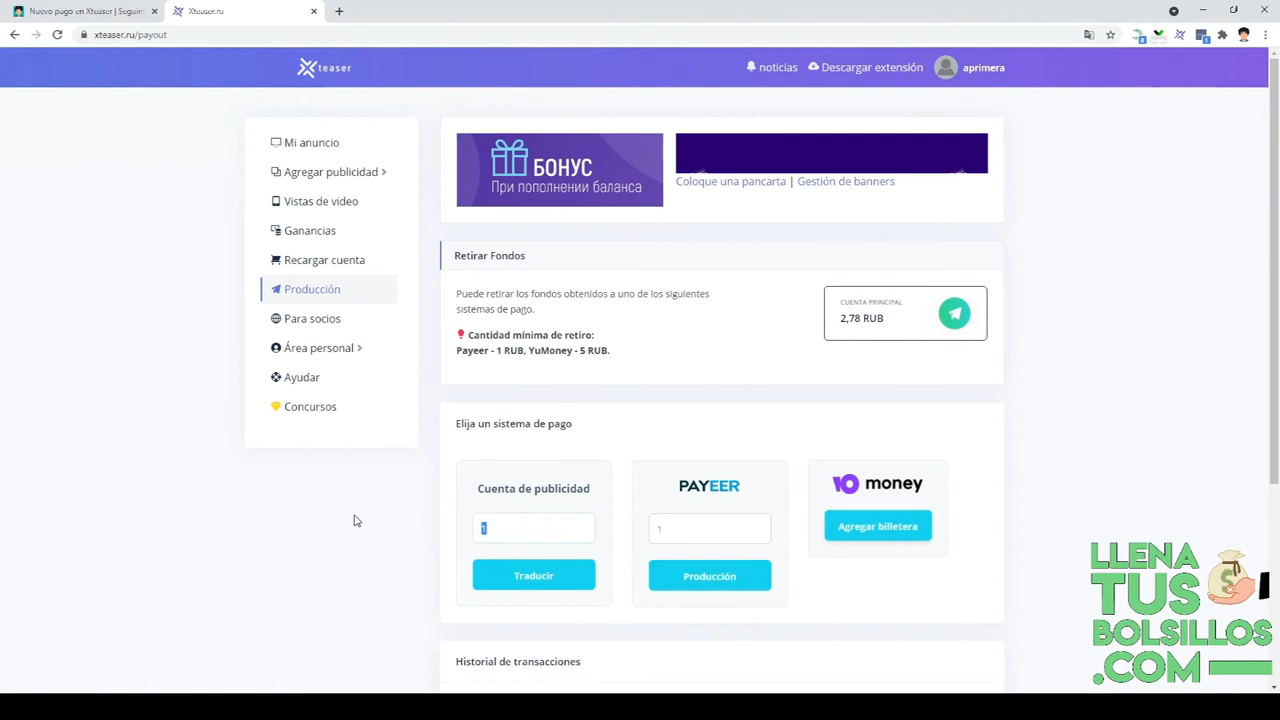 Nuevo pago en Xteaser | Seguim
Xteaser.ru
xteaser.ru/payout
teaser
noticias
Descargar extensión
aprimera
Mi anuncio
Agregar publicidad
Vistas de video
Ganancias
Recargar cuenta
Producción
Para socios
Área personal
Ayudar
Concursos
БОНУС
При пополнении баланса
Coloque una pancarta | Gestión de banners
Retirar Fondos
Puede retirar los fondos obtenidos a uno de los siguientes
sistemas de pago.
Cantidad mínima de retiro:
Payeer - 1 RUB, YuMoney - 5 RUB.
CUENTA PRINCIPAL
2,78 RUB
Elija un sistema de pago
Cuenta de publicidad
1
Traducir
PAYEER
1
Producción
Ю money
Agregar billetera
Historial de transacciones
LLENA
TUS
BOLSILLOS
.COM